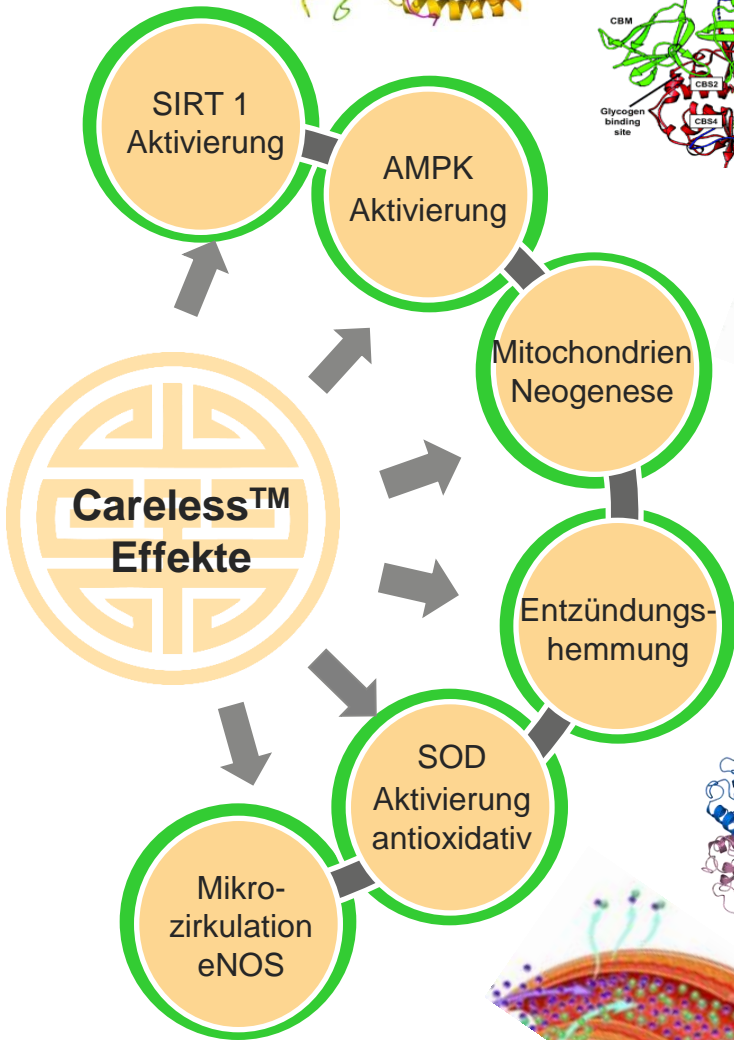 CBM
CBS2
Glycogen
binding
site
CBS4
SIRT 1
Aktivierung
AMPK
Aktivierung
Mitochondrien
Neogenese
Careless™
Effekte
Entzündungs-
hemmung
SOD
Aktivierung
antioxidativ
Mikro-
zirkulation
eNOS